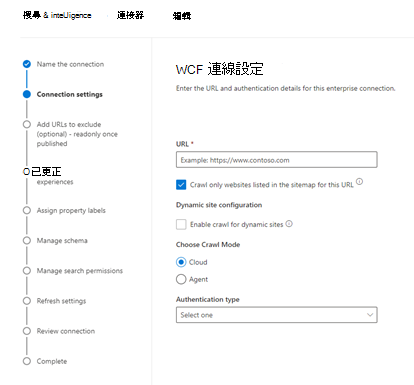 搜尋 & inteUigence 連接器 編輯
Name the connection
Connection settings
Add URLs to exclude
(optional) - readonly once
published
O已更正
experiences
Assign property labels
Manage schema
Manage search permissions
Refresh settings
Review connection
Complete
WCF 連線設定
Enter the URL and authentication details for this enterprise connection.
URL *
Example: https://www.contoso.com
Crawl only websites listed in the sitemap for this URL
Dynamic site configuration
Enable crawl for dynamic sites
Choose Crawl Mode
Cloud
Agent
Authentication type
Select one